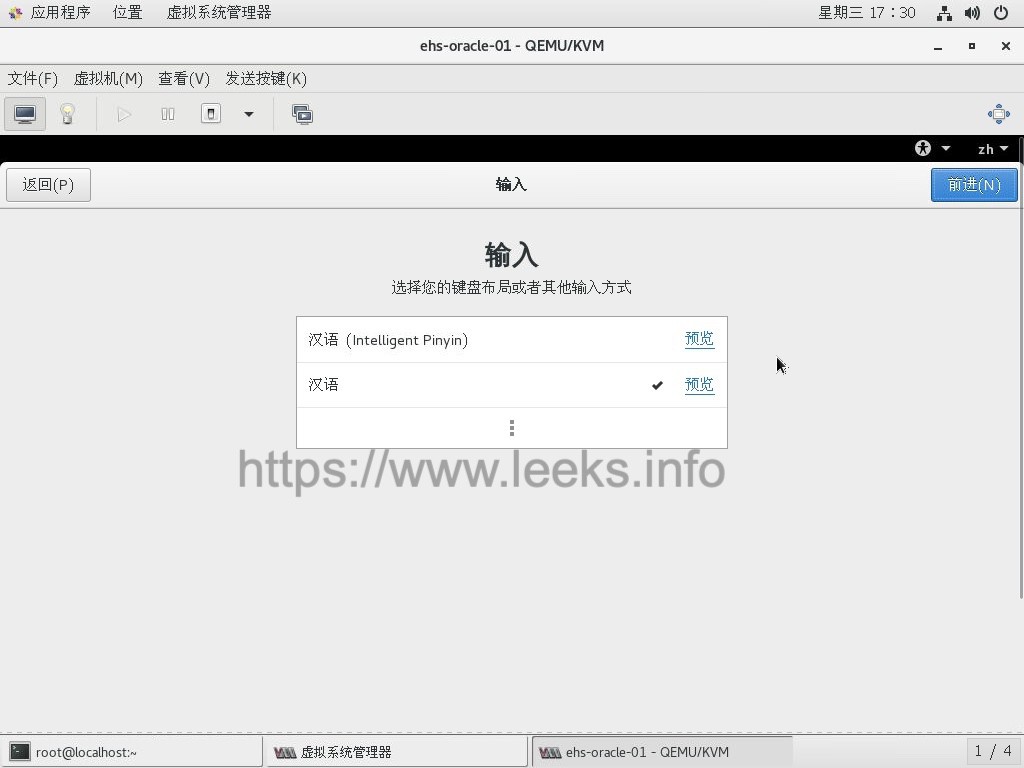 应用程序 位置 虚拟系统管理器 星期三 17：30
ehs-oracle-01 - QEMU/KVM
文件(F) 虚拟机(M) 查看(V) 发送按键(K)
zh
返回(P) 输入 前进(N)
输入
选择您的键盘布局或者其他输入方式
汉语 (Intelligent Pinyin) 预览
汉语 预览
https://www.leeks.info
root@localhost:~ 虚拟系统管理器 ehs-oracle-01 - QEMU/KVM 1 / 4